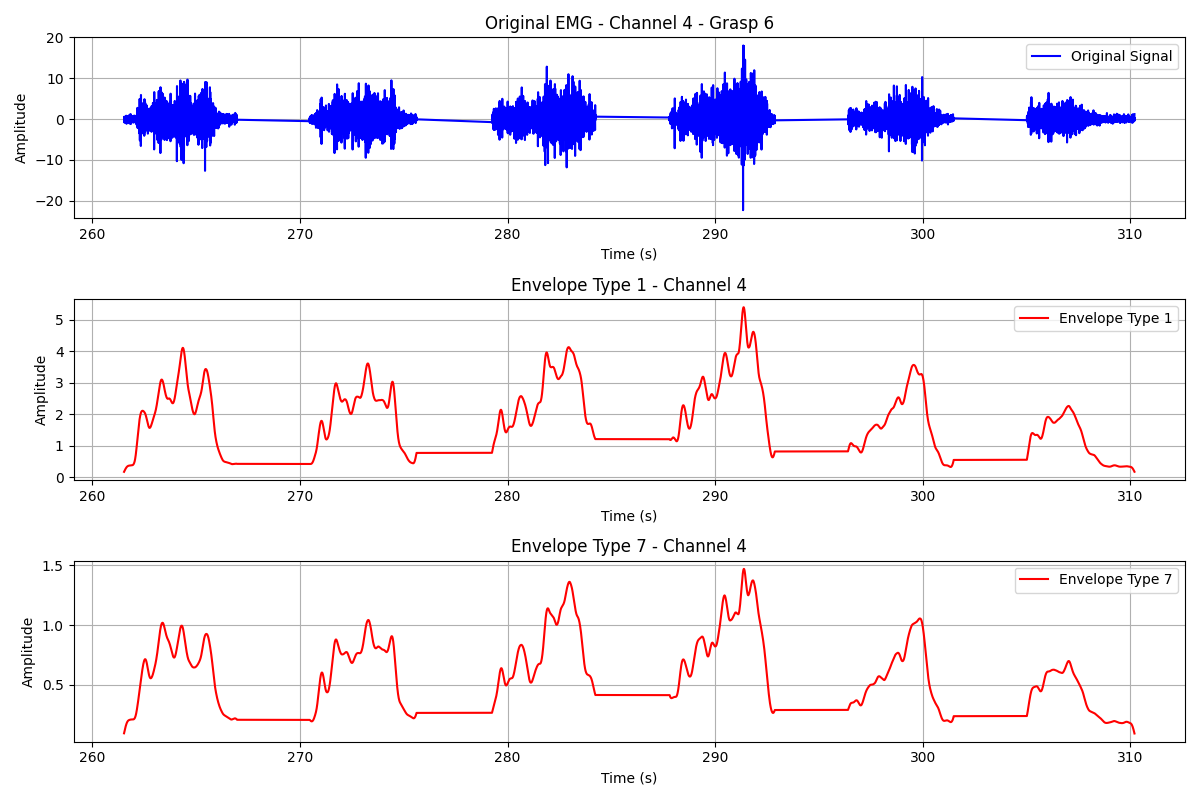 Original EMG - Channel 4 - Grasp 6
20
10
0
−10
−20
Amplitude
Original Signal
260 270 280 290 300 310
Time (s)
Envelope Type 1 - Channel 4
5
4
3
2
1
0
Amplitude
Envelope Type 1
260 270 280 290 300 310
Time (s)
Envelope Type 7 - Channel 4
1.5
1.0
0.5
Amplitude
Envelope Type 7
260 270 280 290 300 310
Time (s)